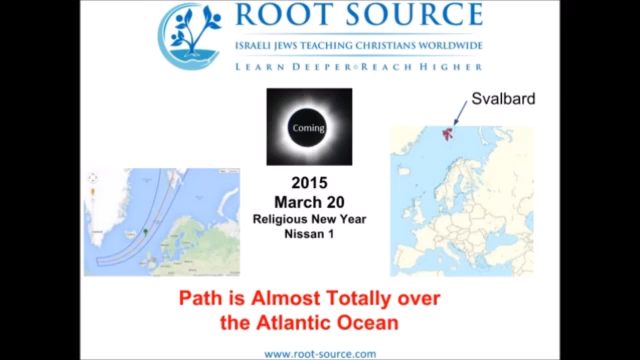 ROOT SOURCE
ISRAELI JEWS TEACHING CHRISTIANS WORLDWIDE
LEARN DEEPER REACH HIGHER
Svalbard
Coming
2015
March 20
Religious New Year
Nissan 1
Path is Almost Totally over
the Atlantic Ocean
www.root-source.com